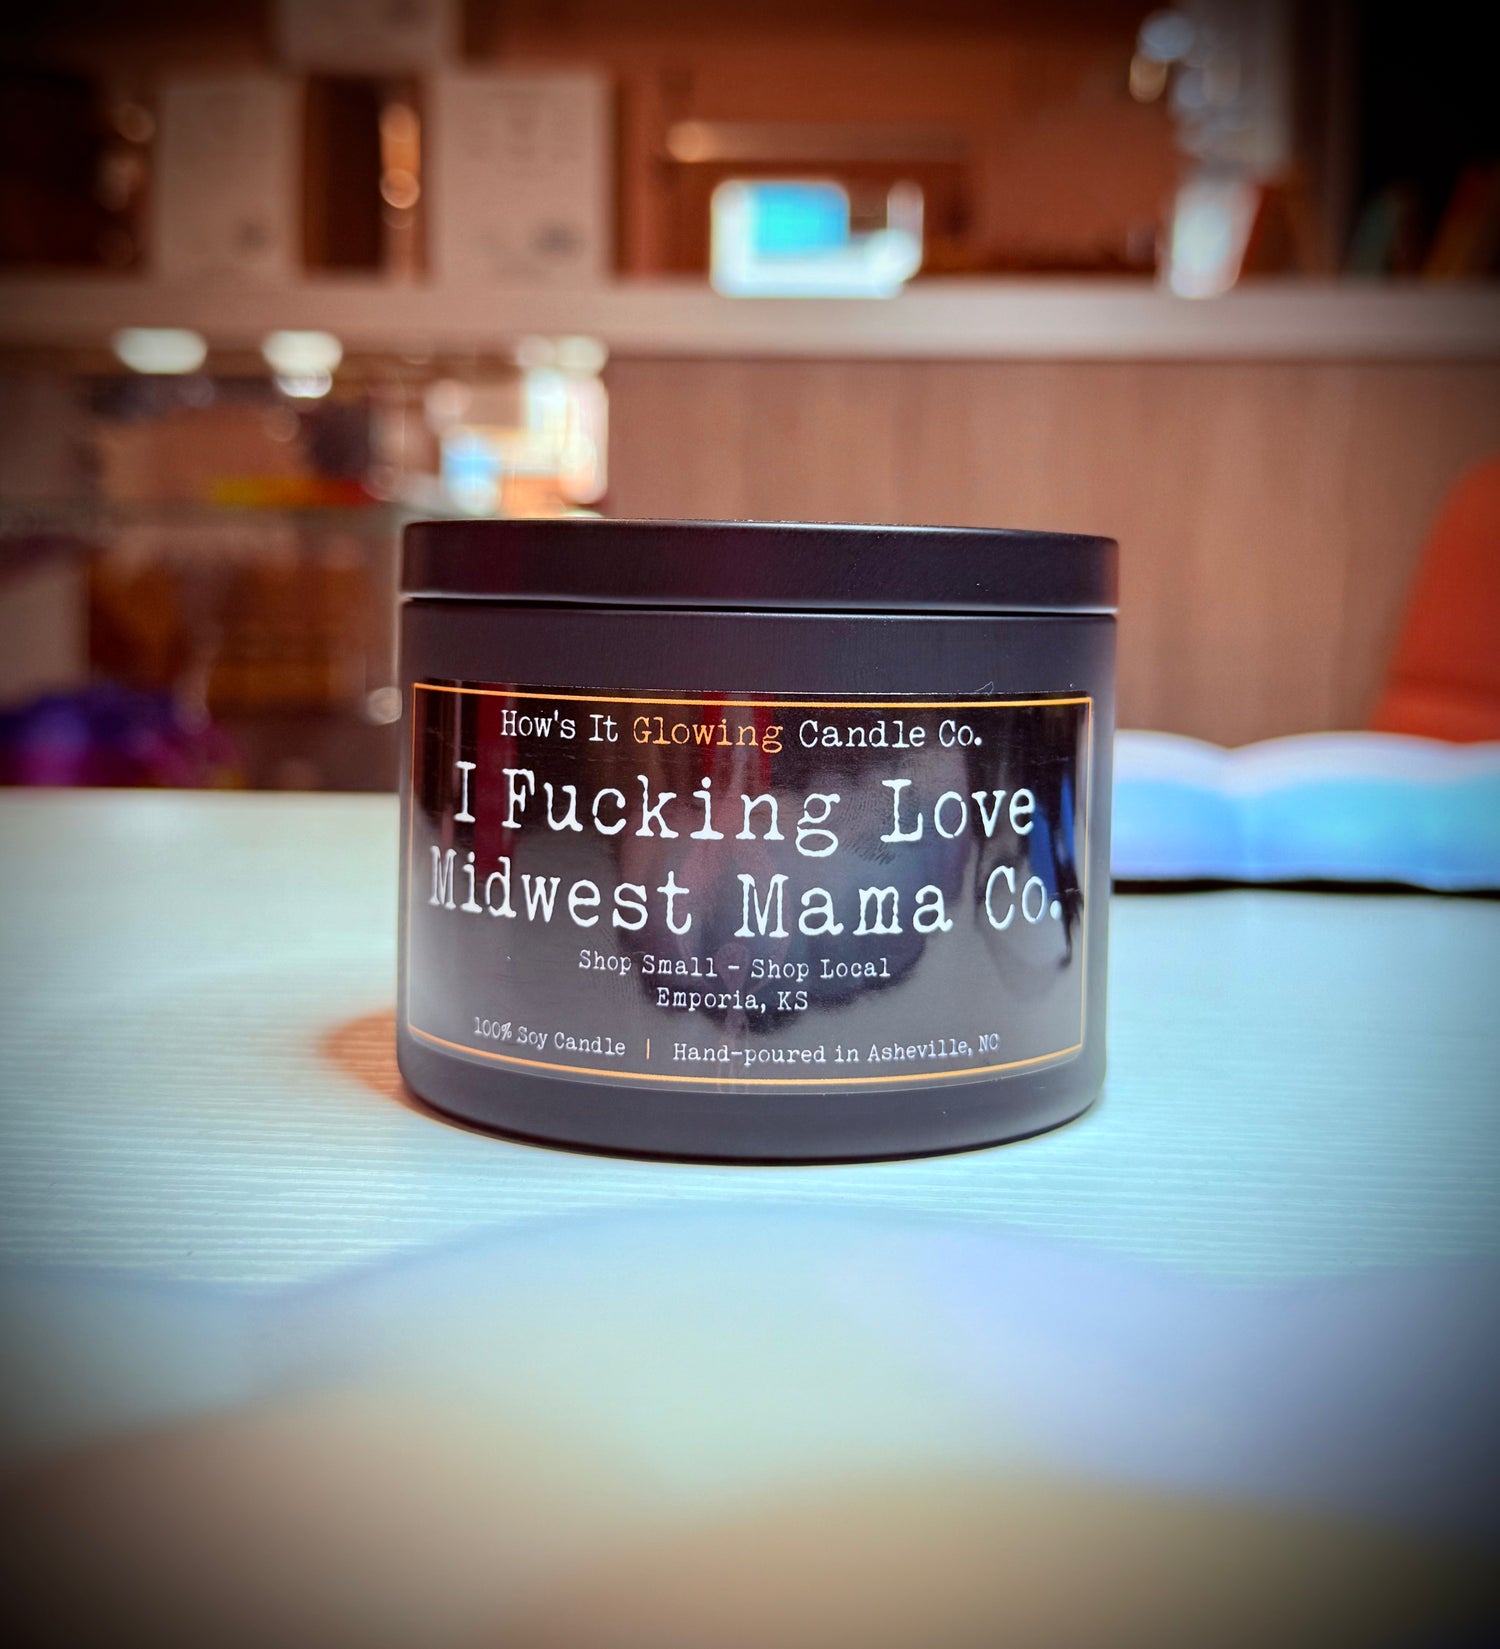 How's It Glowing Candle Co.
I Fucking Love
Midwest Mama Co.
Shop Small - Shop Local
Emporia, KS
100% Soy Candle | Hand-poured in Asheville, NC